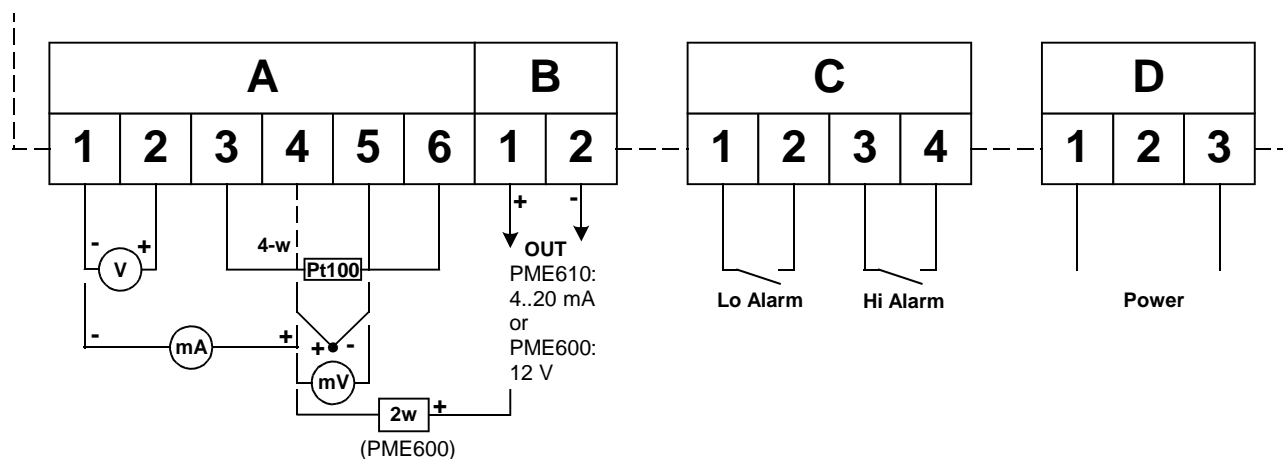 A B C D
1 2 3 4 5 6 1 2 1 2 3 4 1 2 3
+ -
- + 4-w OUT
V Pt100 PME610:
4..20 mA
Lo Alarm Hi Alarm Power
or
- mA + + - PME600:
mV 12 V
2w +
(PME600)